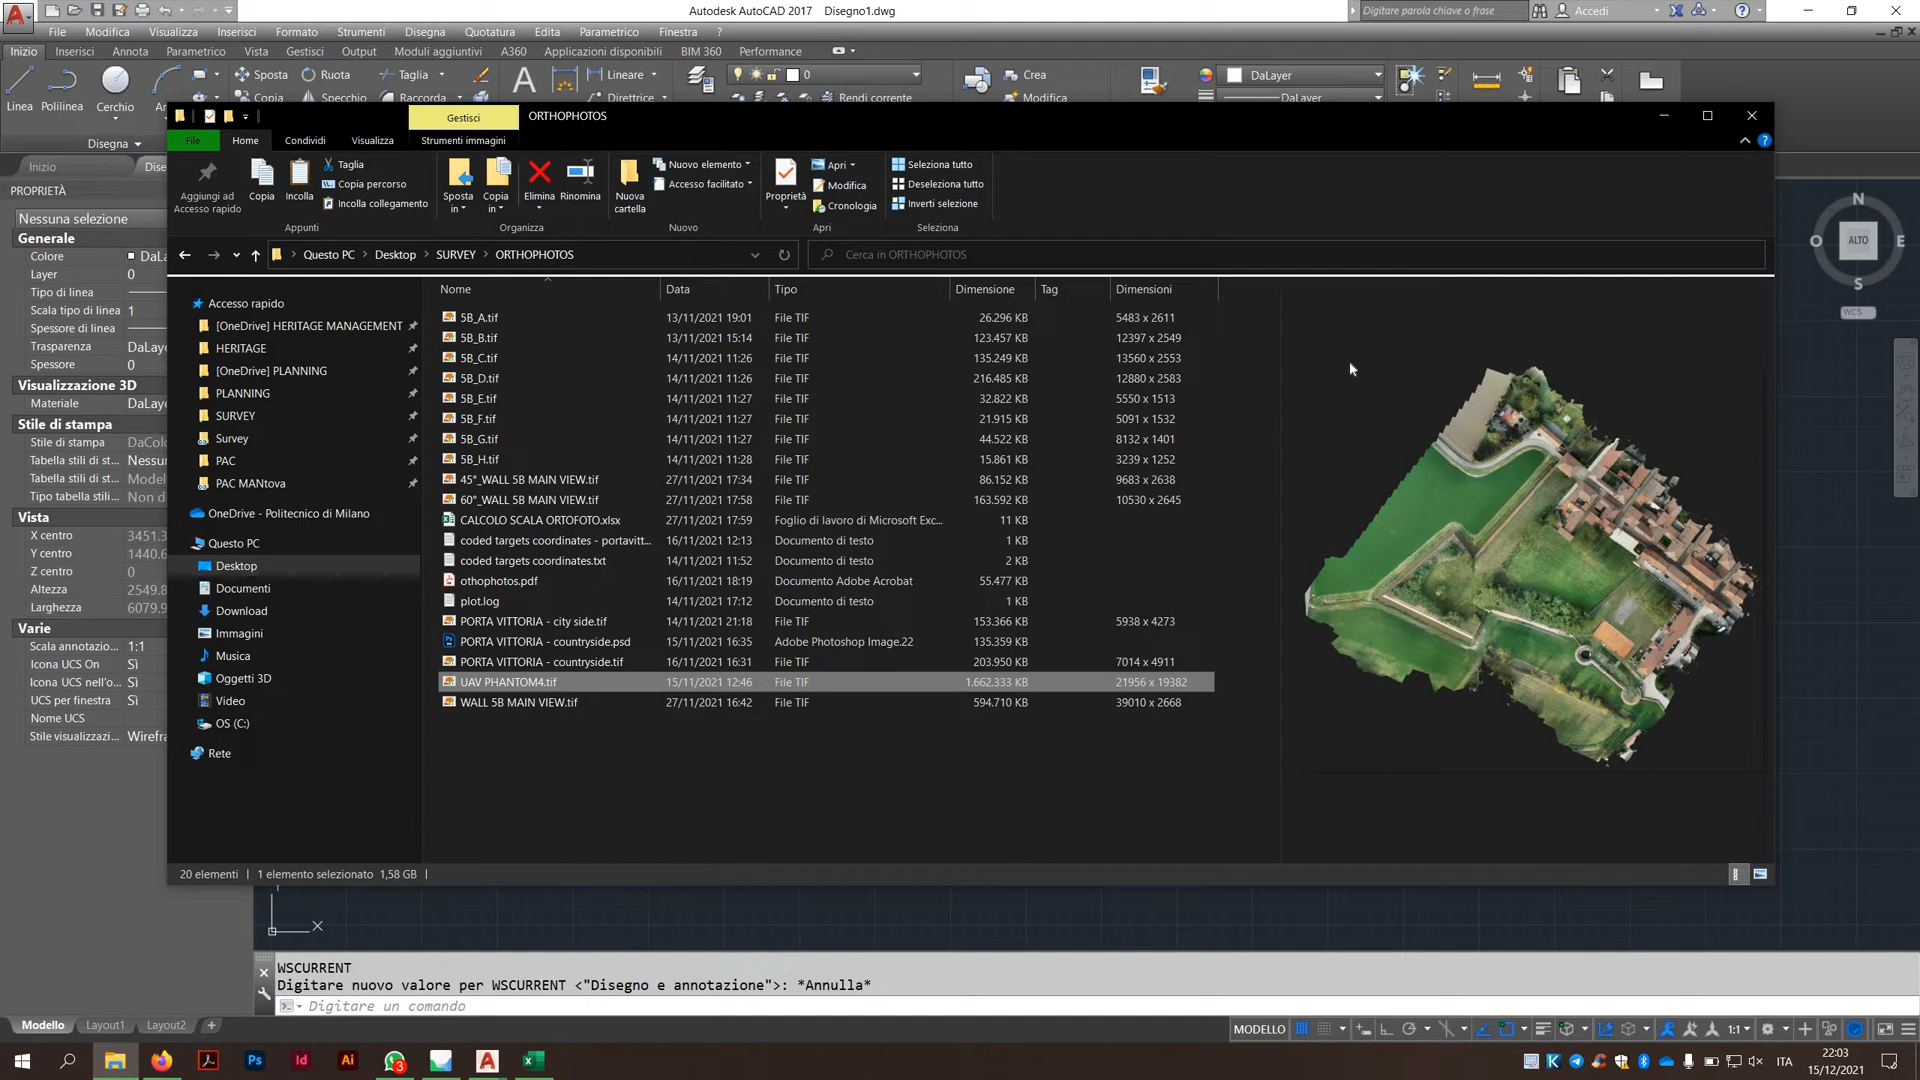 Autodesk AutoCAD 2017 Disegno1.dwg
Digitare parola chiave o frase
Accedi
File Modifica Visualizza Inserisci Formato Strumenti Disegna Quotatura Edita Parametrico Finestra ?
Inizio Inserisci Annota Parametrico Vista Gestisci Output Moduli aggiuntivi A360 Applicazioni disponibili BIM 360 Performance
Sposta Ruota Taglia Lineare 0 Crea DaLayer
Linea Polilinea Cerchio
Copia Specchio Raccorda Direttrice Rendi corrente Modifica DaLayer
Disegna
Inizio
PROPRIETÀ
Nessuna selezione
Generale
Colore
Layer 0
Tipo di linea
Scala tipo di linea 1
Spessore di linea
Trasparenza DaLaye
Spessore 0
Visualizzazione 3D
Materiale DaLaye
Stile di stampa
Stile di stampa DaColo
Tabella stili di st... Nessun
Tabella stili di st... Model
Tipo tabella stili... Non d
Vista
X centro 3451.3
Y centro 1440.6
Z centro 0
Altezza 2549.8
Larghezza 6079.9
Varie
Scala annotazio... 1:1
Icona UCS On Sì
Icona UCS nell'o... Sì
UCS per finestra Sì
Nome UCS
Stile visualizzazi... Wirefra
Gestisci ORTHOPHOTOS
File Home Condividi Visualizza Strumenti immagini
Aggiungi ad Accesso rapido
Copia
Incolla
Taglia
Copia percorso
Incolla collegamento
Appunti
Sposta in
Copia in
Elimina
Rinomina
Organizza
Nuova cartella
Nuovo elemento
Accesso facilitato
Nuovo
Proprietà
Apri
Modifica
Cronologia
Apri
Seleziona tutto
Deseleziona tutto
Inverti selezione
Seleziona
Questo PC Desktop SURVEY ORTHOPHOTOS
Cerca in ORTHOPHOTOS
Accesso rapido
[OneDrive] HERITAGE MANAGEMENT
HERITAGE
[OneDrive] PLANNING
PLANNING
SURVEY
Survey
PAC
PAC MANtova
OneDrive - Politecnico di Milano
Questo PC
Desktop
Documenti
Download
Immagini
Musica
Oggetti 3D
Video
OS (C:)
Rete
Nome Data Tipo Dimensione Tag Dimensioni
5B_A.tif 13/11/2021 19:01 File TIF 26.296 KB 5483 x 2611
5B_B.tif 13/11/2021 15:14 File TIF 123.457 KB 12397 x 2549
5B_C.tif 14/11/2021 11:26 File TIF 135.249 KB 13560 x 2553
5B_D.tif 14/11/2021 11:26 File TIF 216.485 KB 12880 x 2583
5B_E.tif 14/11/2021 11:27 File TIF 32.822 KB 5550 x 1513
5B_F.tif 14/11/2021 11:27 File TIF 21.915 KB 5091 x 1532
5B_G.tif 14/11/2021 11:27 File TIF 44.522 KB 8132 x 1401
5B_H.tif 14/11/2021 11:28 File TIF 15.861 KB 3239 x 1252
45°_WALL 5B MAIN VIEW.tif 27/11/2021 17:34 File TIF 86.152 KB 9683 x 2638
60°_WALL 5B MAIN VIEW.tif 27/11/2021 17:58 File TIF 163.592 KB 10530 x 2645
CALCOLO SCALA ORTOFOTO.xlsx 27/11/2021 17:59 Foglio di lavoro di Microsoft Exc... 11 KB
coded targets coordinates - portavitt... 16/11/2021 12:13 Documento di testo 1 KB
coded targets coordinates.txt 14/11/2021 11:52 Documento di testo 2 KB
othophotos.pdf 16/11/2021 18:19 Documento Adobe Acrobat 55.477 KB
plot.log 14/11/2021 17:12 Documento di testo 1 KB
PORTA VITTORIA - city side.tif 14/11/2021 21:18 File TIF 153.366 KB 5938 x 4273
PORTA VITTORIA - countryside.psd 15/11/2021 16:35 Adobe Photoshop Image.22 135.359 KB
PORTA VITTORIA - countryside.tif 16/11/2021 16:31 File TIF 203.950 KB 7014 x 4911
UAV PHANTOM4.tif 15/11/2021 12:46 File TIF 1.662.333 KB 21956 x 19382
WALL 5B MAIN VIEW.tif 27/11/2021 16:42 File TIF 594.710 KB 39010 x 2668
20 elementi 1 elemento selezionato 1,58 GB
N
O ALTO E
S
WCS
X
WSCURRENT
Digitare nuovo valore per WSCURRENT <"Disegno e annotazione">: *Annulla*
Digitare un comando
Modello Layout1 Layout2 +
MODELLO 1:1
Ps Id Ai 3
ITA
22:03
15/12/2021